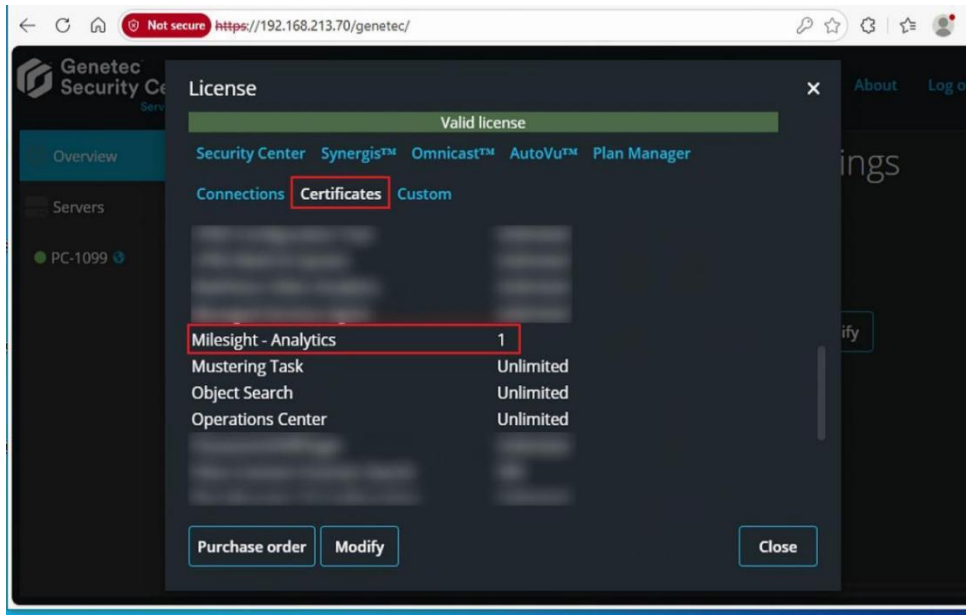 Not secure https://192.168.213.70/genetec/
Genetec
Security Ce
Serv
About
Log o
License
Valid license
Security Center Synergis™ Omnicast™ AutoVu™ Plan Manager
Connections Certificates Custom
Overview
ings
Servers
PC-1099
ify
Milesight - Analytics 1
Mustering Task Unlimited
Object Search Unlimited
Operations Center Unlimited
Purchase order Modify Close